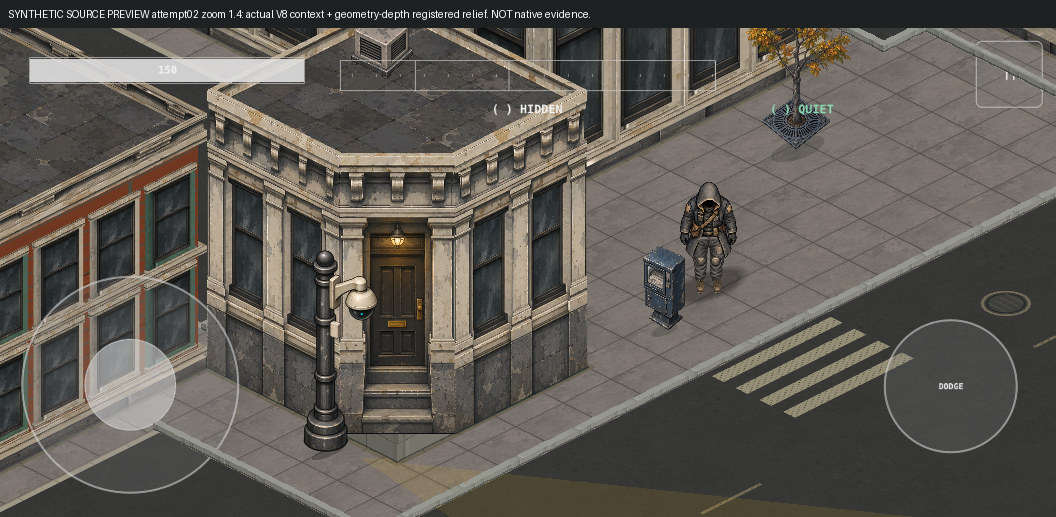 SYNTHETIC SOURCE PREVIEW attempt02 zoom 1.4: actual V8 context + geometry-depth registered relief. NOT native evidence.
150
( ) HIDDEN
( ) QUIET
DODGE